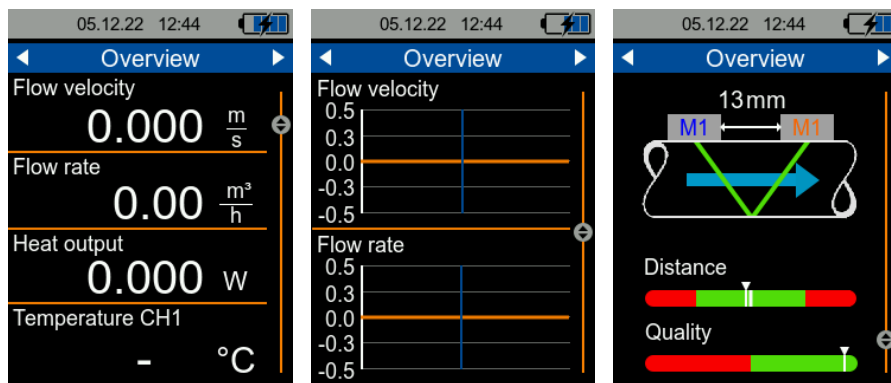 05.12.22 12:44
Overview
Flow velocity
0.000 m/s
Flow rate
0.00 m³/h
Heat output
0.000 W
Temperature CH1
- °C
05.12.22 12:44
Overview
Flow velocity
0.5
0.3
0.0
-0.3
-0.5
Flow rate
0.5
0.3
0.0
-0.3
-0.5
05.12.22 12:44
Overview
13mm
M1 M1
Distance
Quality